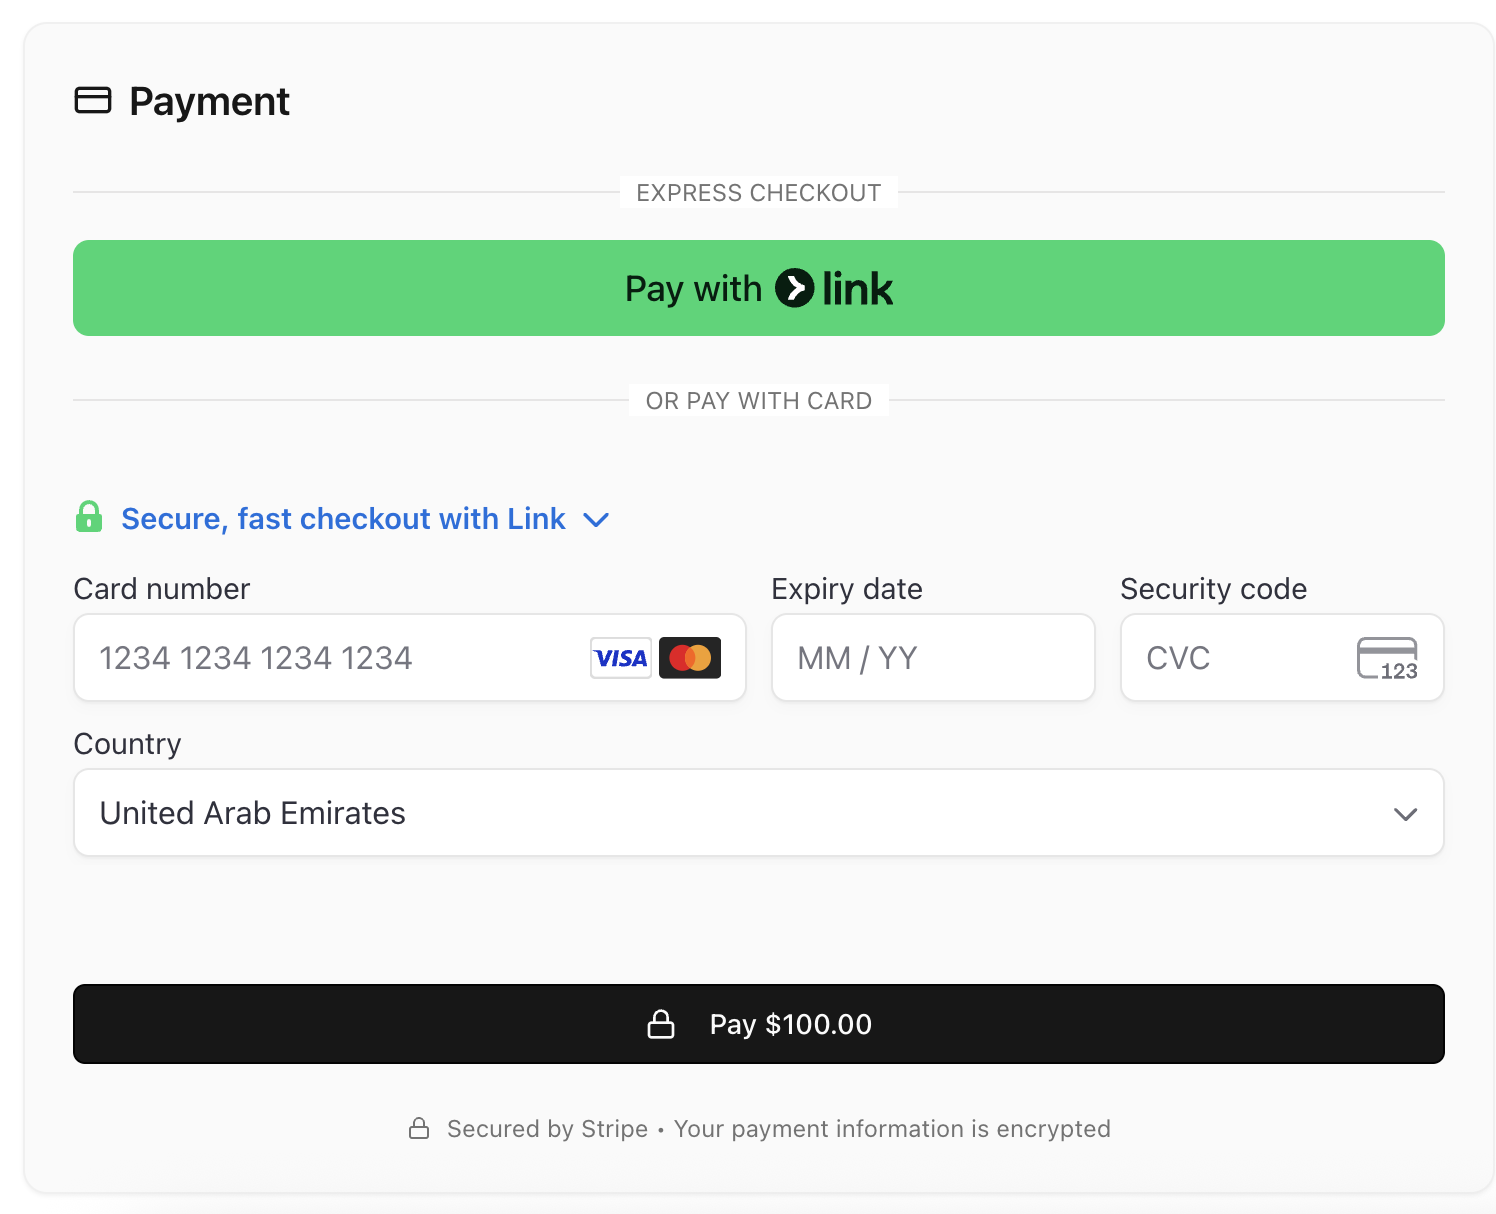 Payment
EXPRESS CHECKOUT
Pay with link
OR PAY WITH CARD
Secure, fast checkout with Link
Card number
1234 1234 1234 1234 VISA
Expiry date
MM / YY
Security code
CVC 123
Country
United Arab Emirates
Pay $100.00
Secured by Stripe • Your payment information is encrypted